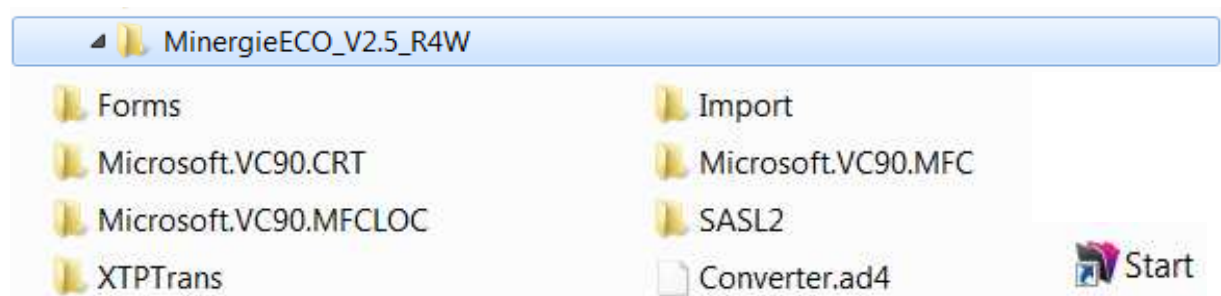 MinergieECO_V2.5_R4W
Forms Import
Microsoft.VC90.CRT Microsoft.VC90.MFC
Microsoft.VC90.MFCLOC SASL2
XTPTrans Converter.ad4 Start